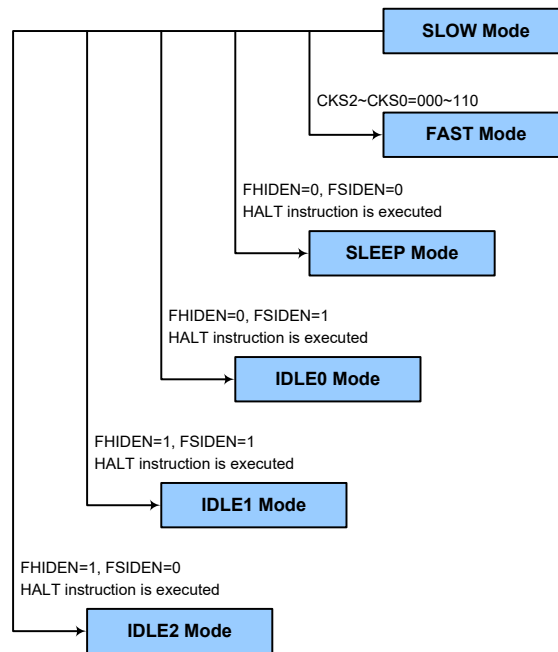 SLOW Mode
CKS2~CKS0=000~110
FAST Mode
FHIDEN=0, FSIDEN=0
HALT instruction is executed
SLEEP Mode
FHIDEN=0, FSIDEN=1
HALT instruction is executed
IDLE0 Mode
FHIDEN=1, FSIDEN=1
HALT instruction is executed
IDLE1 Mode
FHIDEN=1, FSIDEN=0
HALT instruction is executed
IDLE2 Mode